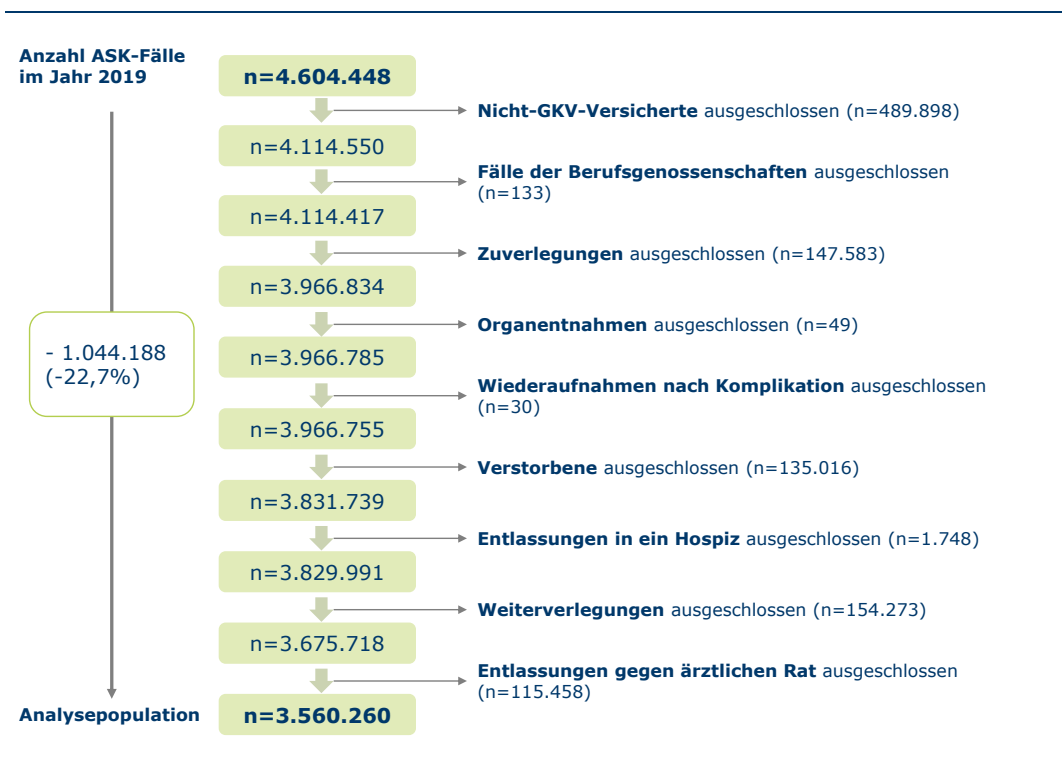 Anzahl ASK-Fälle
im Jahr 2019
n=4.604.448
Nicht-GKV-Versicherte ausgeschlossen (n=489.898)
n=4.114.550
Fälle der Berufsgenossenschaften ausgeschlossen
(n=133)
n=4.114.417
Zuverlegungen ausgeschlossen (n=147.583)
n=3.966.834
Organentnahmen ausgeschlossen (n=49)
- 1.044.188
(-22,7%)
n=3.966.785
Wiederaufnahmen nach Komplikation ausgeschlossen
(n=30)
n=3.966.755
Verstorbene ausgeschlossen (n=135.016)
n=3.831.739
Entlassungen in ein Hospiz ausgeschlossen (n=1.748)
n=3.829.991
Weiterverlegungen ausgeschlossen (n=154.273)
n=3.675.718
Entlassungen gegen ärztlichen Rat ausgeschlossen
(n=115.458)
Analysepopulation
n=3.560.260